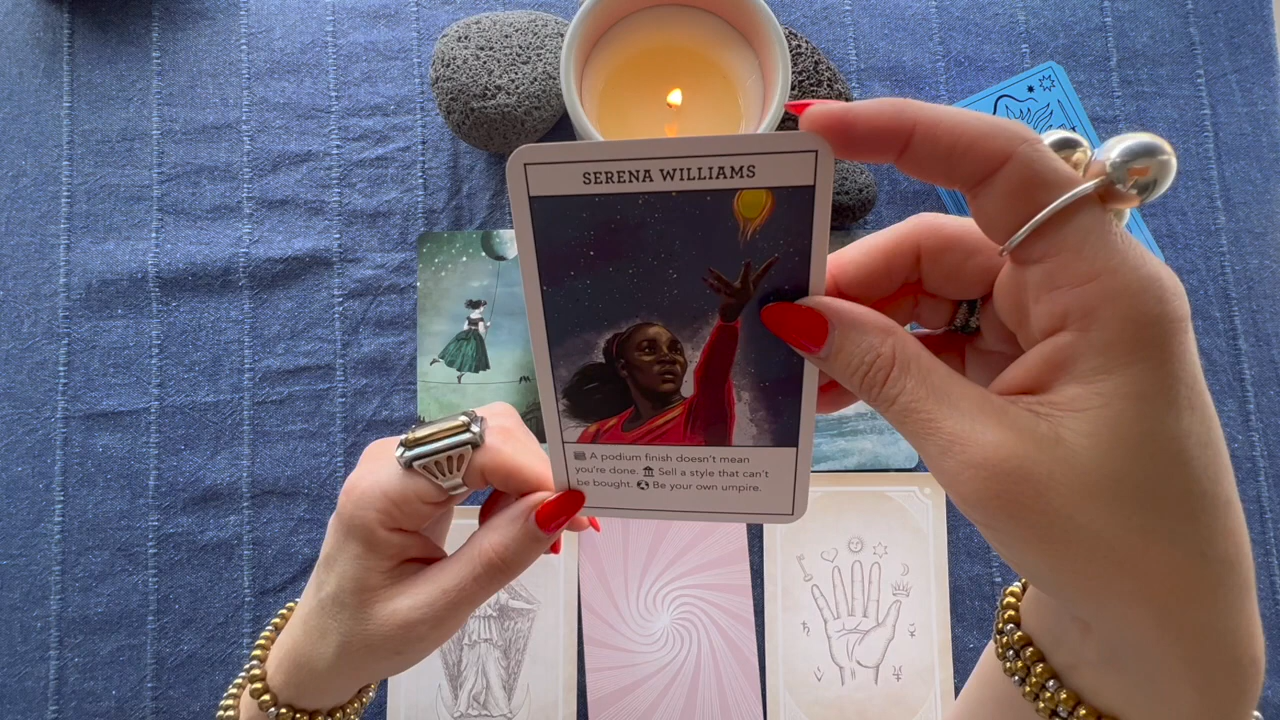 SERENA WILLIAMS
A podium finish doesn't mean
you're done. Sell a style that can't
be bought. Be your own umpire.